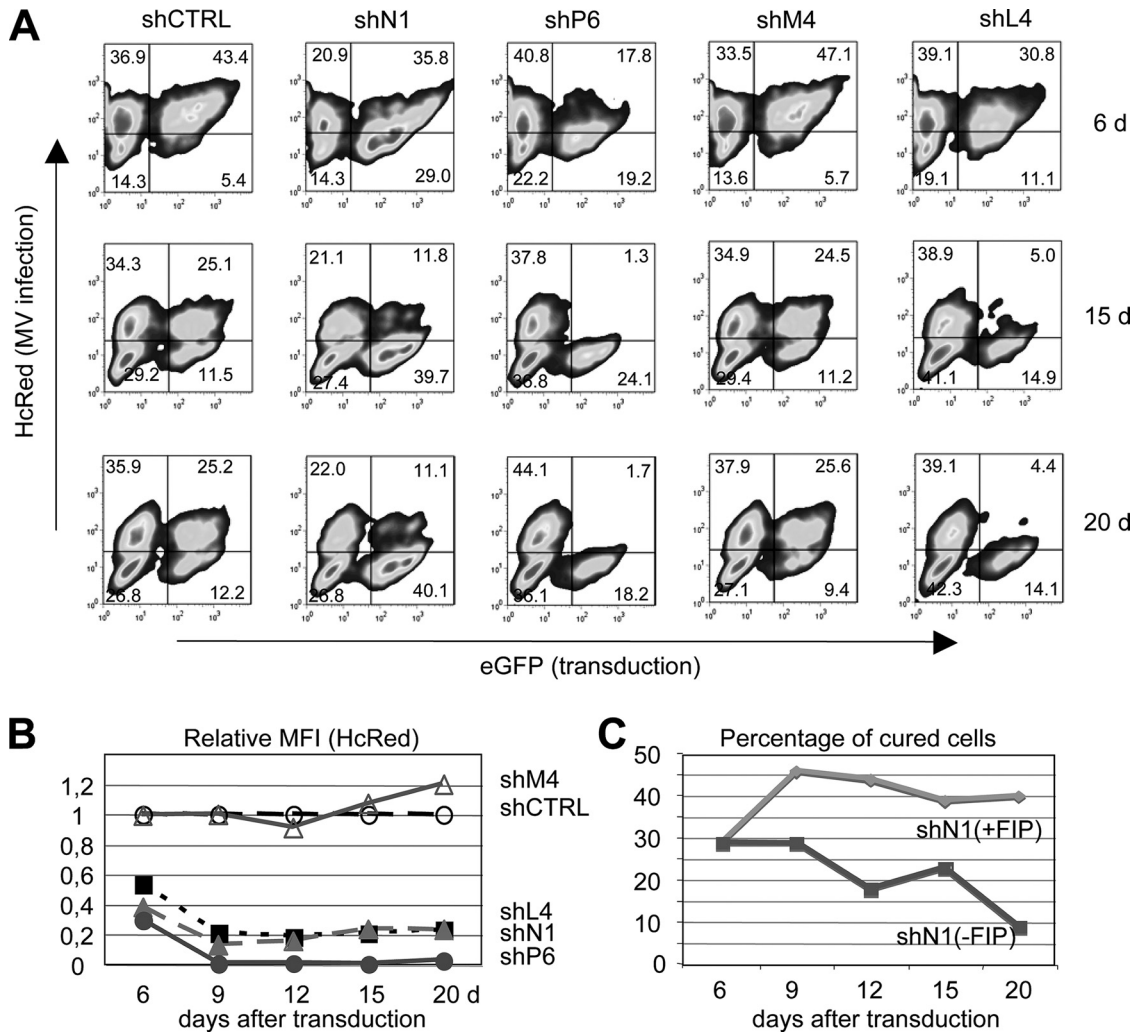 A
shCTRL shN1 shP6 shM4 shL4
36.9 43.4 20.9 35.8 40.8 17.8 33.5 47.1 39.1 30.8
14.3 5.4 14.3 29.0 22.2 19.2 13.6 5.7 19.1 11.1
6 d
34.3 25.1 21.1 11.8 37.8 1.3 34.9 24.5 38.9 5.0
29.2 11.5 27.4 39.7 36.8 24.1 29.4 11.2 41.1 14.9
15 d
35.9 25.2 22.0 11.1 44.1 1.7 37.9 25.6 39.1 4.4
26.8 12.2 26.8 40.1 36.1 18.2 27.1 9.4 42.3 14.1
20 d
HcRed (MV infection)
eGFP (transduction)
B
Relative MFI (HcRed)
1,2
1
0,8
0,6
0,4
0,2
0
shM4
shCTRL
shL4
shN1
shP6
6 9 12 15 20 d
days after transduction
C
Percentage of cured cells
50
40
30
20
10
0
shN1(+FIP)
shN1(-FIP)
6 9 12 15 20
days after transduction